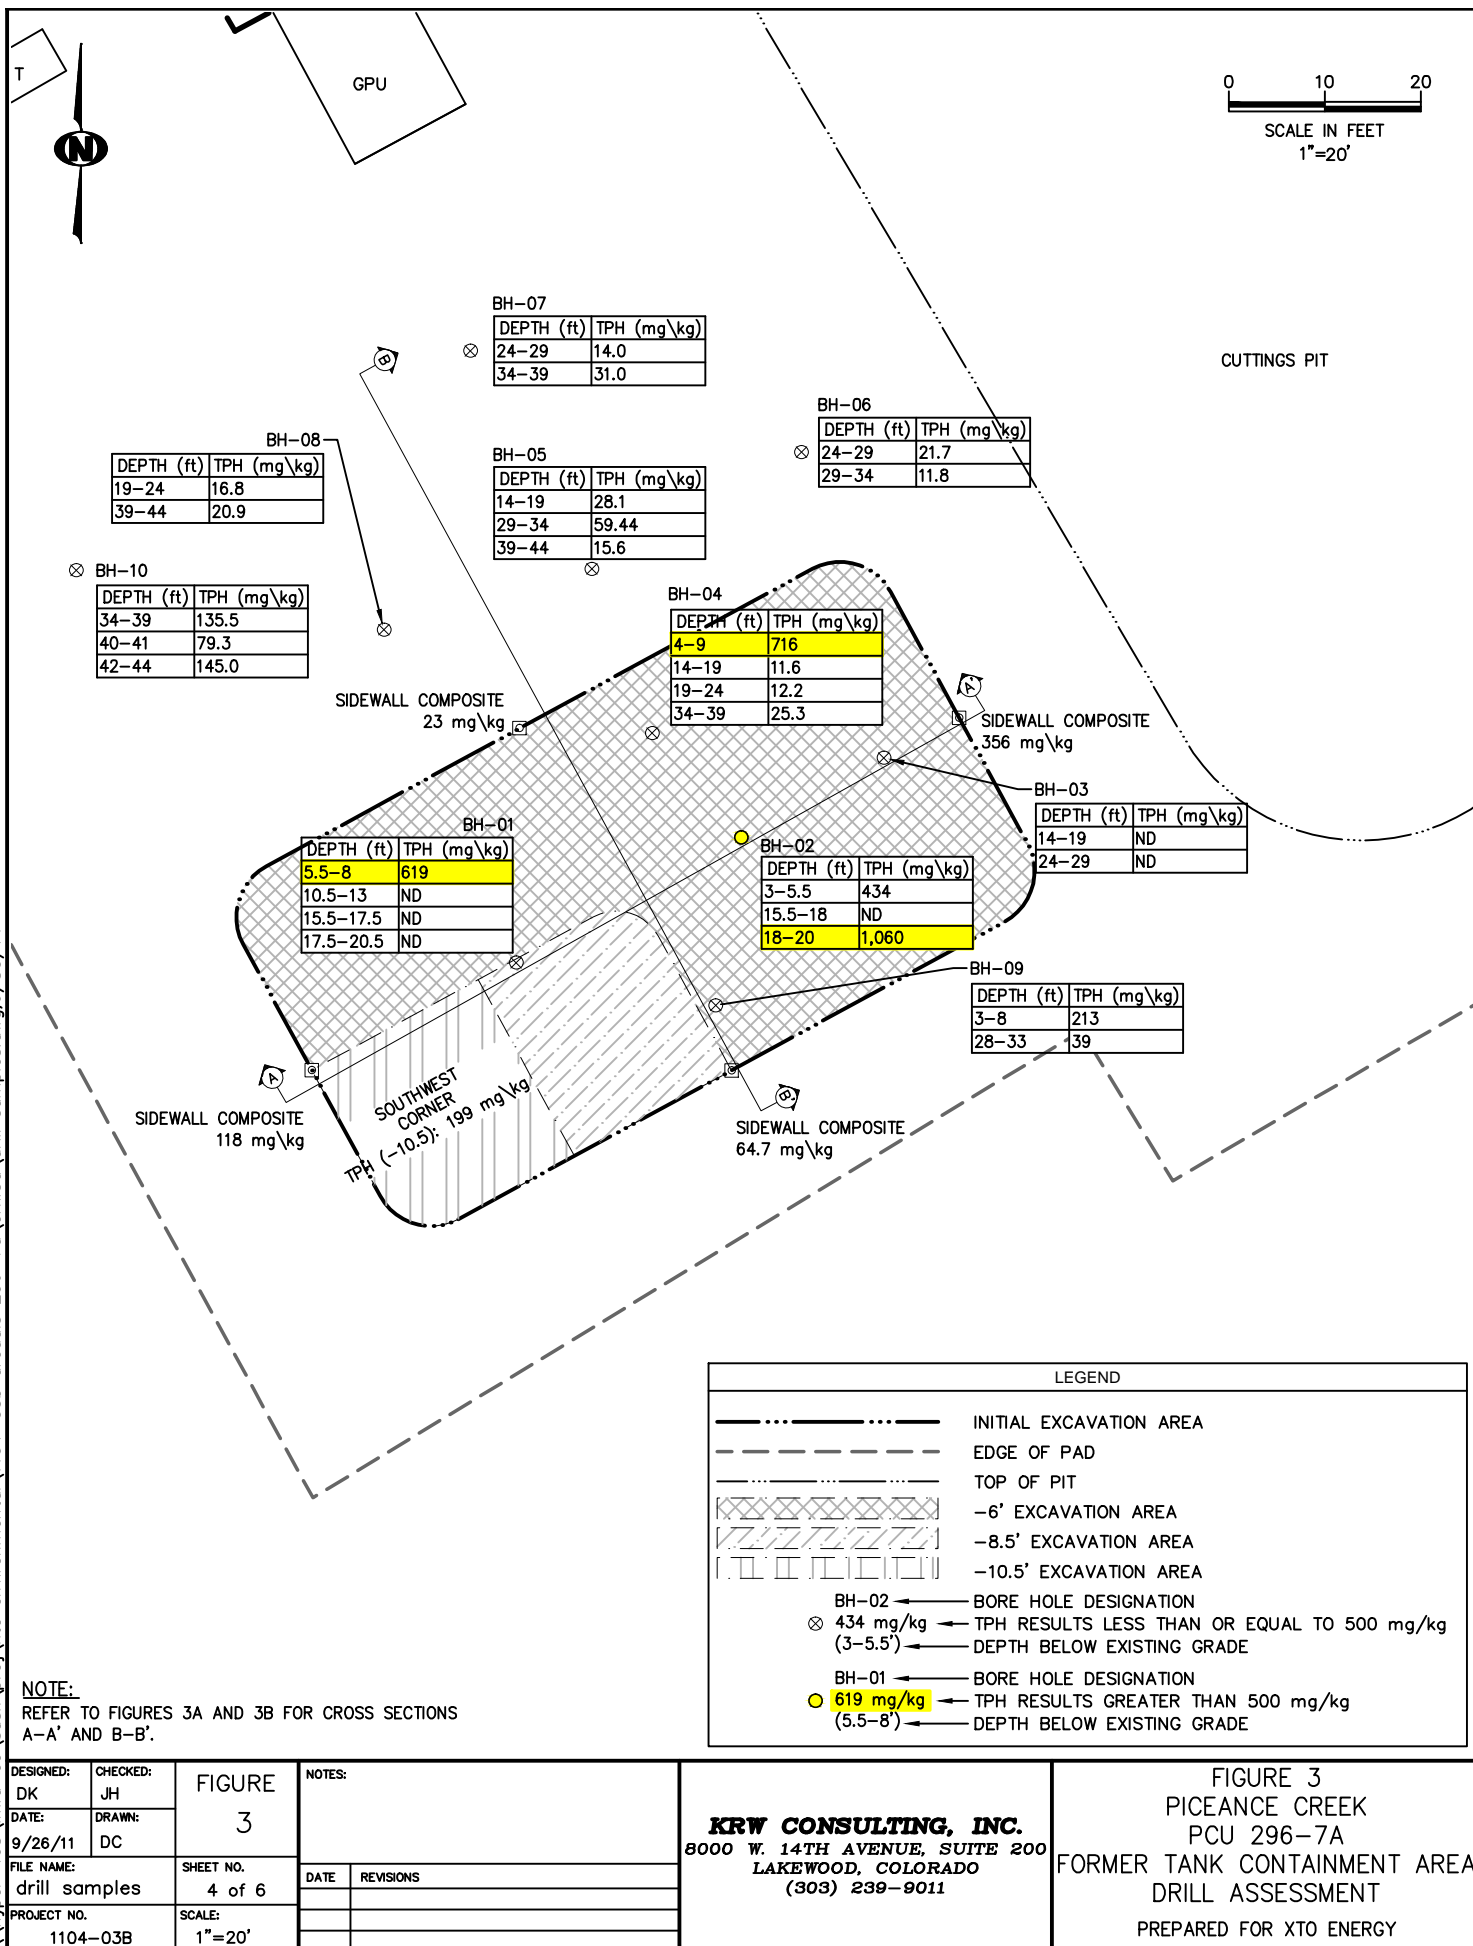 T
GPU
N
0 10 20
SCALE IN FEET
1"=20'
CUTTINGS PIT
BH-07
DEPTH (ft) TPH (mg\kg)
24-29 14.0
34-39 31.0
B
BH-06
DEPTH (ft) TPH (mg\kg)
24-29 21.7
29-34 11.8
BH-08
DEPTH (ft) TPH (mg\kg)
19-24 16.8
39-44 20.9
BH-05
DEPTH (ft) TPH (mg\kg)
14-19 28.1
29-34 59.44
39-44 15.6
BH-10
DEPTH (ft) TPH (mg\kg)
34-39 135.5
40-41 79.3
42-44 145.0
BH-04
DEPTH (ft) TPH (mg\kg)
4-9 716
14-19 11.6
19-24 12.2
34-39 25.3
SIDEWALL COMPOSITE
23 mg\kg
A'
SIDEWALL COMPOSITE
356 mg\kg
BH-03
DEPTH (ft) TPH (mg\kg)
14-19 ND
24-29 ND
BH-01
DEPTH (ft) TPH (mg\kg)
5.5-8 619
10.5-13 ND
15.5-17.5 ND
17.5-20.5 ND
BH-02
DEPTH (ft) TPH (mg\kg)
3-5.5 434
15.5-18 ND
18-20 1,060
BH-09
DEPTH (ft) TPH (mg\kg)
3-8 213
28-33 39
A
SIDEWALL COMPOSITE
118 mg\kg
SOUTHWEST
CORNER
TPH (-10.5): 199 mg\kg
B'
SIDEWALL COMPOSITE
64.7 mg\kg
LEGEND
INITIAL EXCAVATION AREA
EDGE OF PAD
TOP OF PIT
-6' EXCAVATION AREA
-8.5' EXCAVATION AREA
-10.5' EXCAVATION AREA
BH-02 BORE HOLE DESIGNATION
434 mg/kg TPH RESULTS LESS THAN OR EQUAL TO 500 mg/kg
(3-5.5') DEPTH BELOW EXISTING GRADE
BH-01 BORE HOLE DESIGNATION
619 mg/kg TPH RESULTS GREATER THAN 500 mg/kg
(5.5-8') DEPTH BELOW EXISTING GRADE
NOTE:
REFER TO FIGURES 3A AND 3B FOR CROSS SECTIONS
A-A' AND B-B'.
DESIGNED:
DK
CHECKED:
JH
DATE:
9/26/11
DRAWN:
DC
FIGURE
3
FILE NAME:
drill samples
SHEET NO.
4 of 6
PROJECT NO.
1104-03B
SCALE:
1"=20'
NOTES:
DATE REVISIONS
KRW CONSULTING, INC.
8000 W. 14TH AVENUE, SUITE 200
LAKEWOOD, COLORADO
(303) 239-9011
FIGURE 3
PICEANCE CREEK
PCU 296-7A
FORMER TANK CONTAINMENT AREA
DRILL ASSESSMENT
PREPARED FOR XTO ENERGY